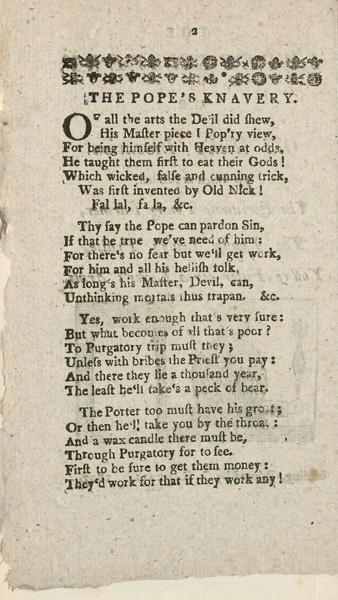 2
THE POPE'S KNAVERY.
OF all the arts the De'il did shew,
His Master piece I Pop'ry view,
For being himself with Heaven at odds,
He taught them first to eat their Gods!
Which wicked, false and cunning trick,
Was first invented by Old Nick!
Fal lal, fa la, &c.
Thy say the Pope can pardon Sin,
If that be true we've need of him:
For there's no fear but we'll get work,
For him and all his hellish folk,
As long's his Master, Devil, can,
Unthinking mortals thus trapan. &c.
Yes, work enough that's very sure:
But what becomes of all that's poor?
To Purgatory trip must they;
Unless with bribes the Priest you pay:
And there they lie a thousand year,
The least he'll take's a peck of bear.
The Porter too must have his groat;
Or then he'll take you by the throat:
And a wax candle there must be,
Through Purgatory for to see.
First to be sure to get them money:
They'd work for that if they work any!